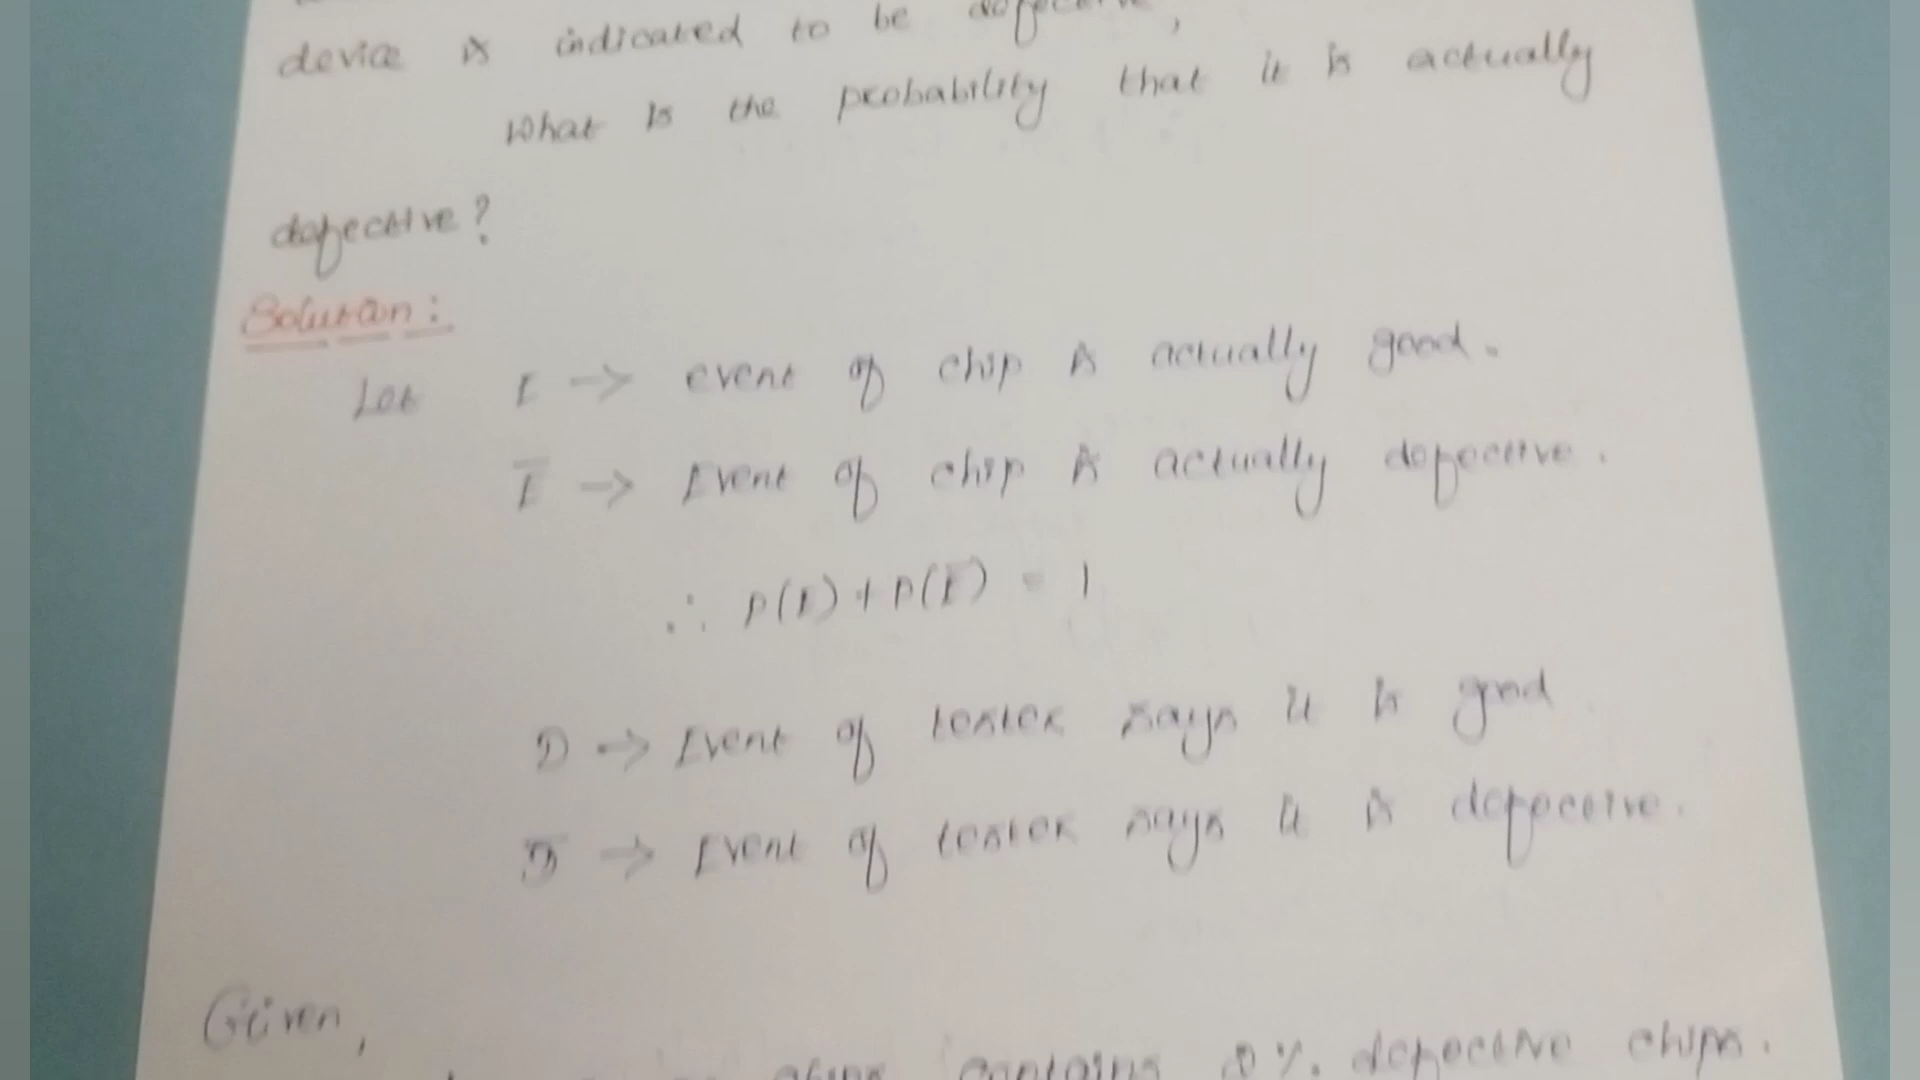 device is indicated to be defective,
What is the probability that it is actually
defective?
Solution:
Let E → event of chip is actually good.
E̅ → Event of chip is actually defective.
∴ P(E) + P(E̅) = 1
D → Event of tester says it is good
D̅ → Event of tester says it is defective.
Given,
contains % defective chips.